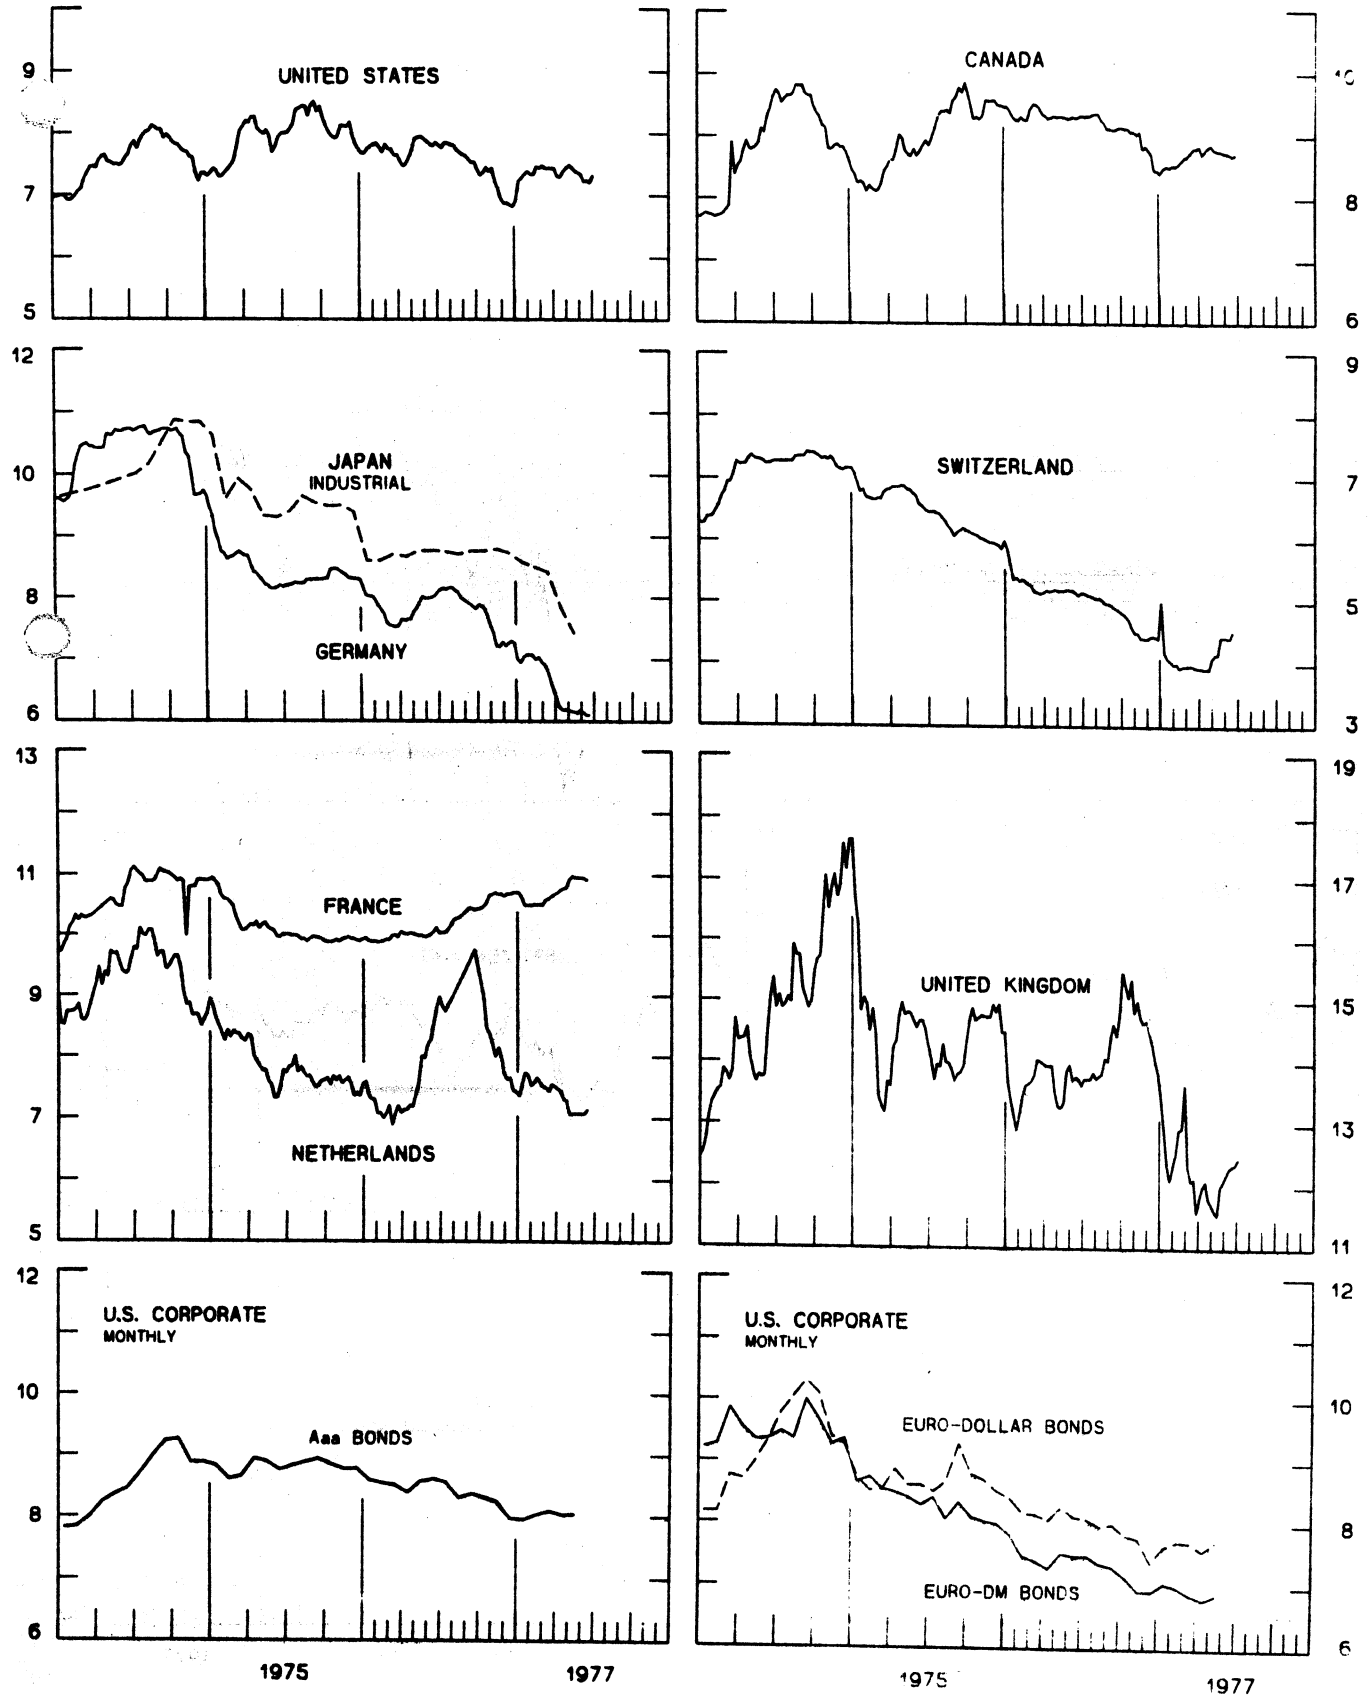 UNITED STATES
9
7
5
CANADA
8
6
12
10
8
6
JAPAN
INDUSTRIAL
GERMANY
SWITZERLAND
9
7
5
3
13
11
9
7
5
FRANCE
NETHERLANDS
UNITED KINGDOM
19
17
15
13
11
12
10
8
6
U.S. CORPORATE
MONTHLY
Aaa BONDS
1975
1977
U.S. CORPORATE
MONTHLY
EURO-DOLLAR BONDS
EURO-DM BONDS
12
10
8
6
1975
1977